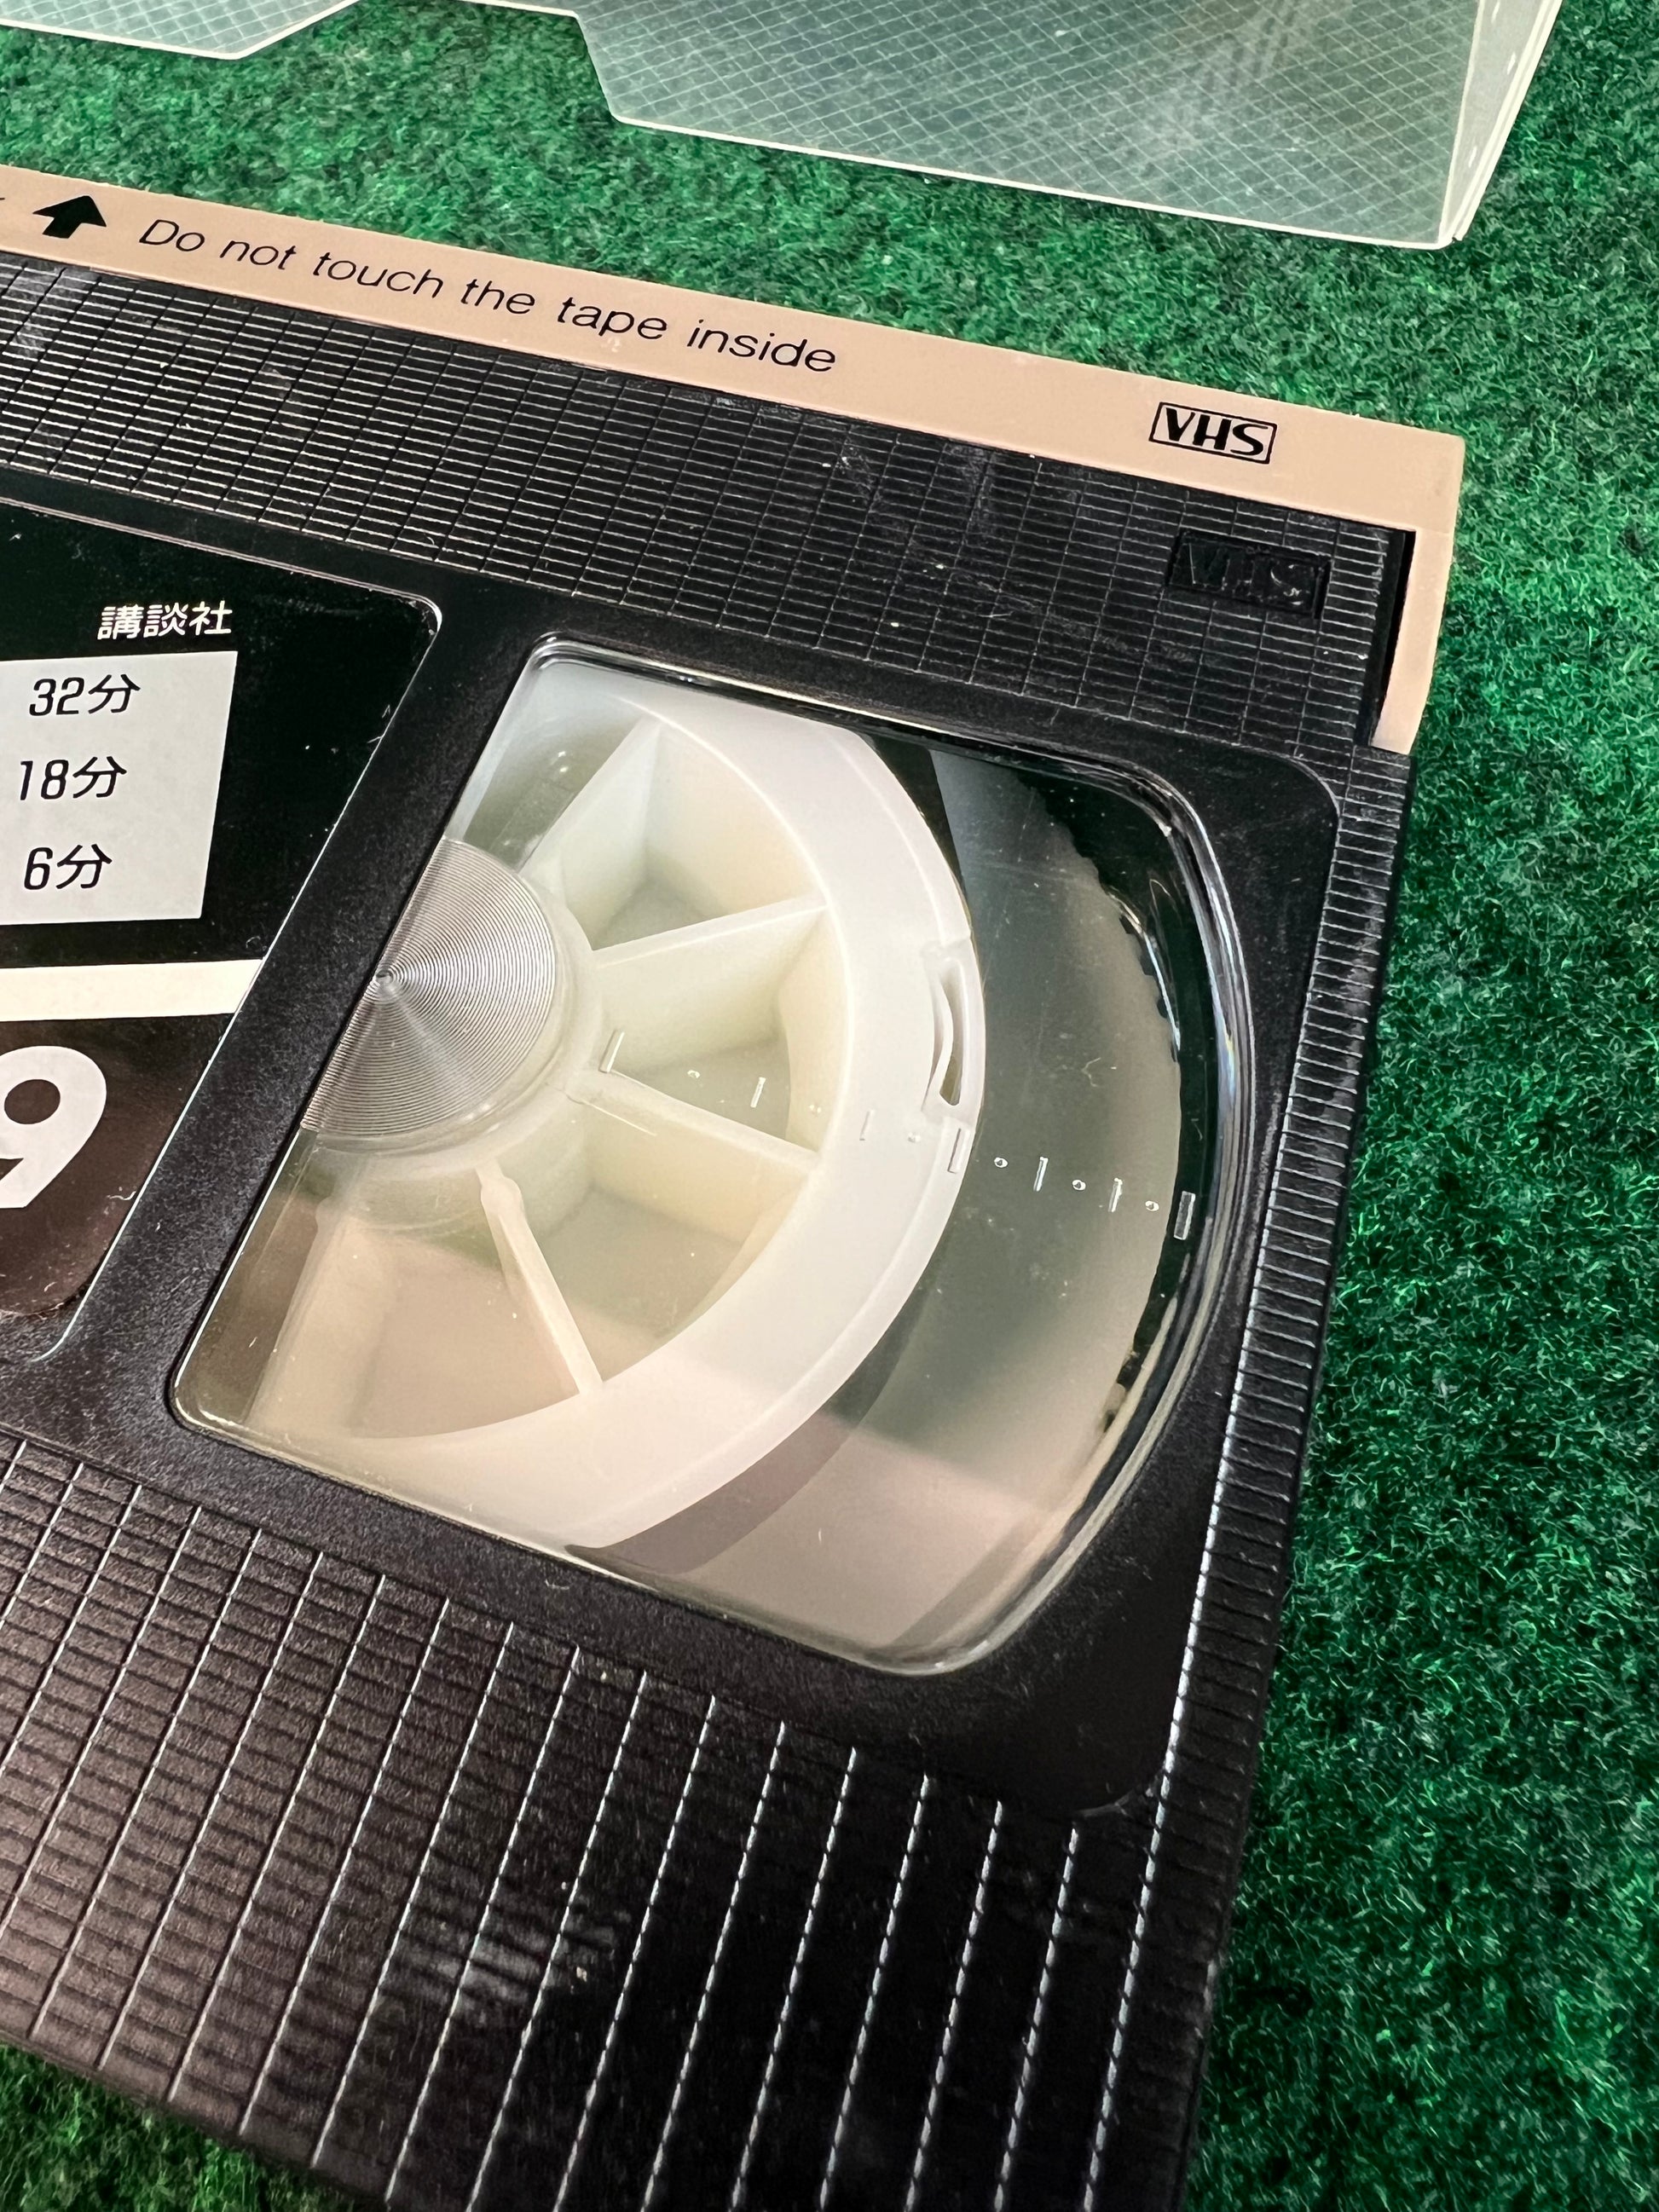 Do not touch the tape inside
VHS
VHS
講談社
32分
18分
6分
9